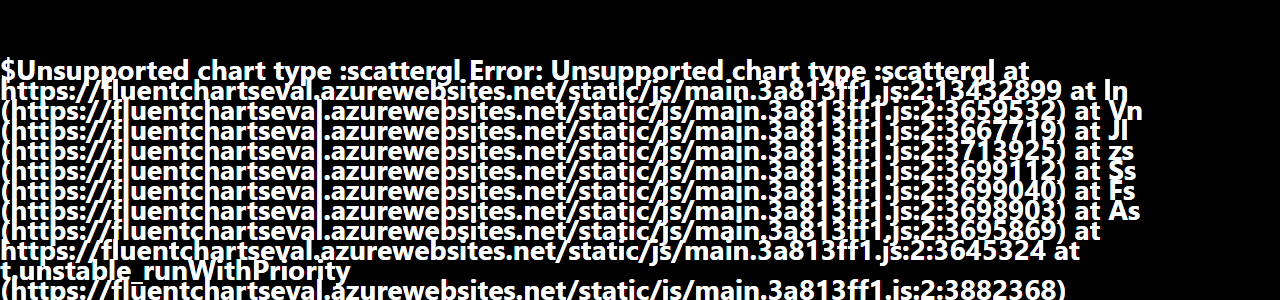 $Unsupported chart type :scattergl Error: Unsupported chart type :scattergl at
https://fluentchartseval.azurewebsites.net/static/js/main.3a813ff1.js:2:13432899 at In
(https://fluentchartseval.azurewebsites.net/static/js/main.3a813ff1.js:2:3659532) at Vn
(https://fluentchartseval.azurewebsites.net/static/js/main.3a813ff1.js:2:3667719) at Jl
(https://fluentchartseval.azurewebsites.net/static/js/main.3a813ff1.js:2:3713925) at zs
(https://fluentchartseval.azurewebsites.net/static/js/main.3a813ff1.js:2:3699112) at Ss
(https://fluentchartseval.azurewebsites.net/static/js/main.3a813ff1.js:2:3699040) at Fs
(https://fluentchartseval.azurewebsites.net/static/js/main.3a813ff1.js:2:3698903) at As
(https://fluentchartseval.azurewebsites.net/static/js/main.3a813ff1.js:2:3695869) at
https://fluentchartseval.azurewebsites.net/static/js/main.3a813ff1.js:2:3645324 at
t.unstable_runWithPriority
(https://fluentchartseval.azurewebsites.net/static/js/main.3a813ff1.js:2:3882368)